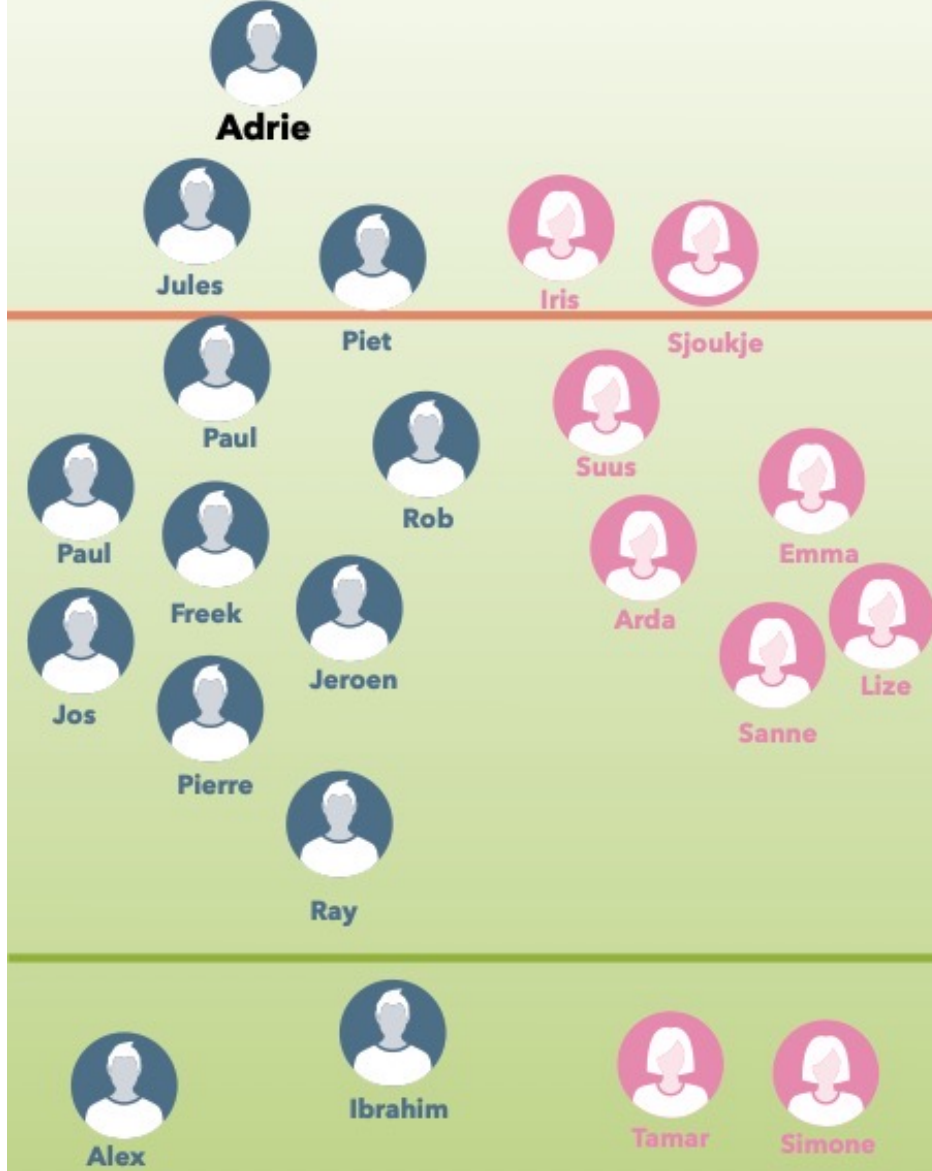 Adrie
Jules
Iris
Piet
Sjoukje
Paul
Suus
Rob
Paul
Emma
Freek
Arda
Jeroen
Lize
Jos
Sanne
Pierre
Ray
Ibrahim
Tamar
Simone
Alex